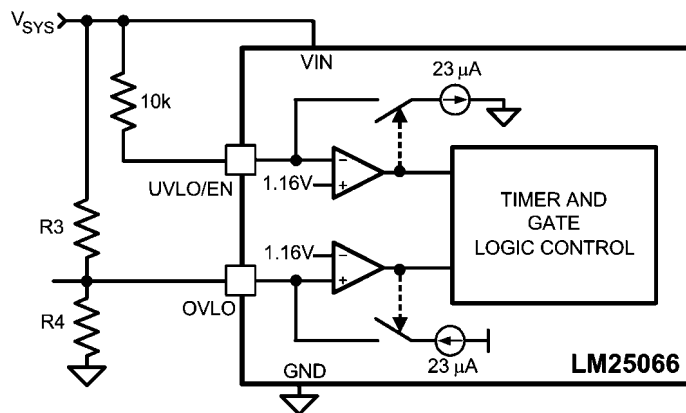 VSYS
VIN
23 μA
10k
UVLO/EN
1.16V
−
+
TIMER AND
GATE
LOGIC CONTROL
R3
1.16V
−
+
OVLO
R4
23 μA
GND
LM25066